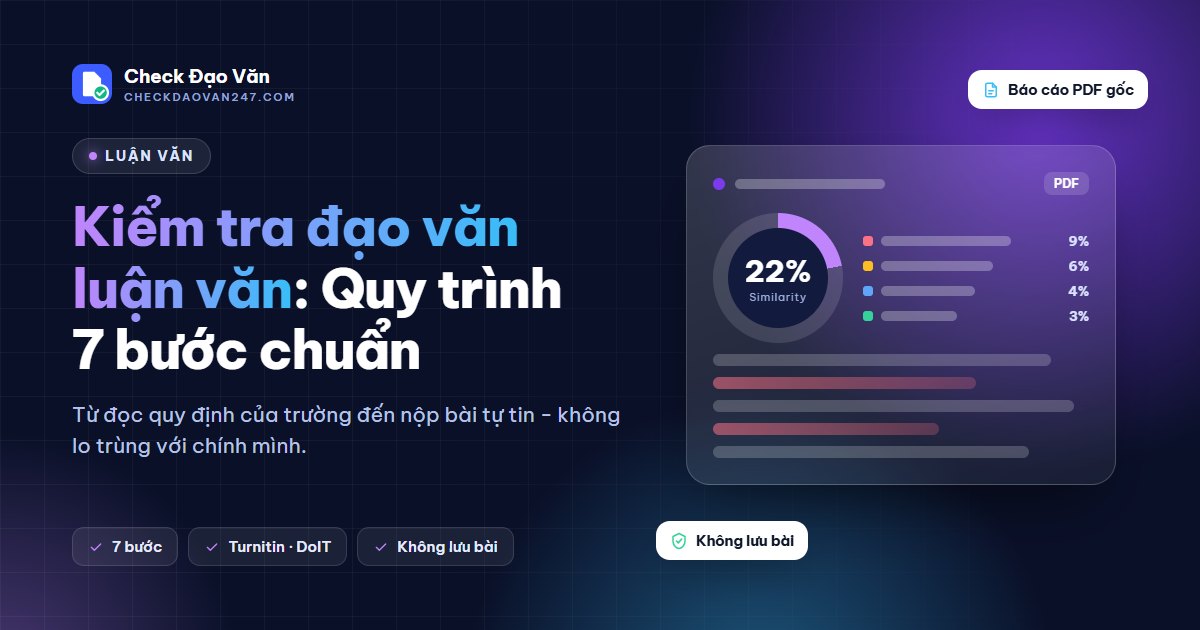 Check Đạo Văn
CHECKDAOVAN247.COM
Báo cáo PDF gốc
LUẬN VĂN
Kiểm tra đạo văn
luận văn: Quy trình
7 bước chuẩn
Từ đọc quy định của trường đến nộp bài tự tin – không
lo trùng với chính mình.
7 bước
Turnitin · DoIT
Không lưu bài
PDF
22%
Similarity
9%
6%
4%
3%
Không lưu bài